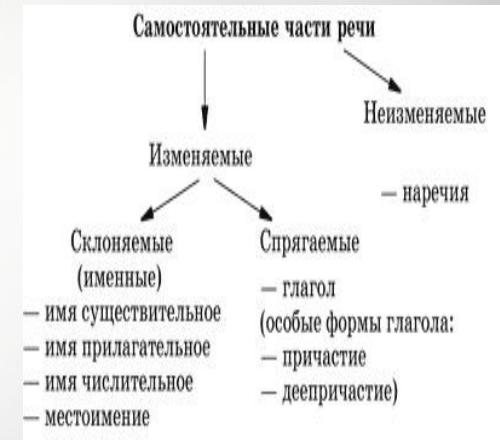 Самостоятельные части речи
Неизменяемые
— наречия
Изменяемые
Склоняемые
(именные)
— имя существительное
— имя прилагательное
— имя числительное
— местоимение
Спрягаемые
— глагол
(особые формы глагола:
— причастие
— деепричастие)